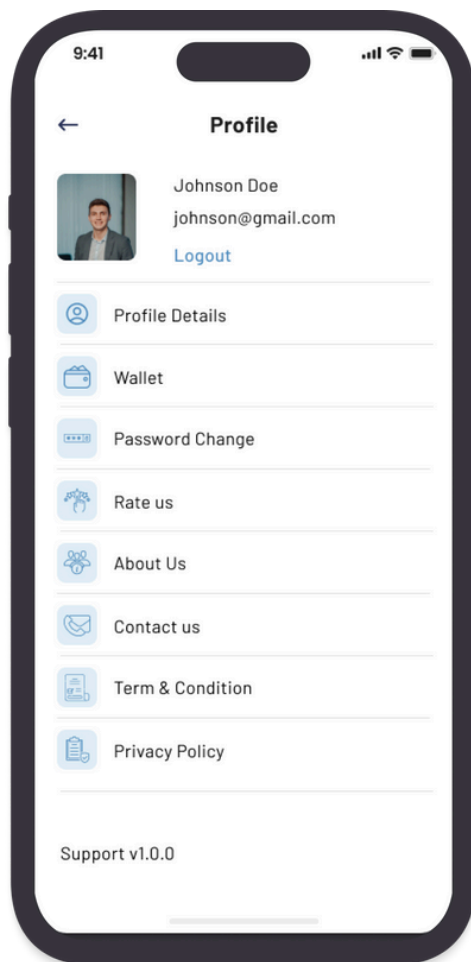 9:41
Profile
Johnson Doe
johnson@gmail.com
Logout
Profile Details
Wallet
Password Change
Rate us
About Us
Contact us
Term & Condition
Privacy Policy
Support v1.0.0